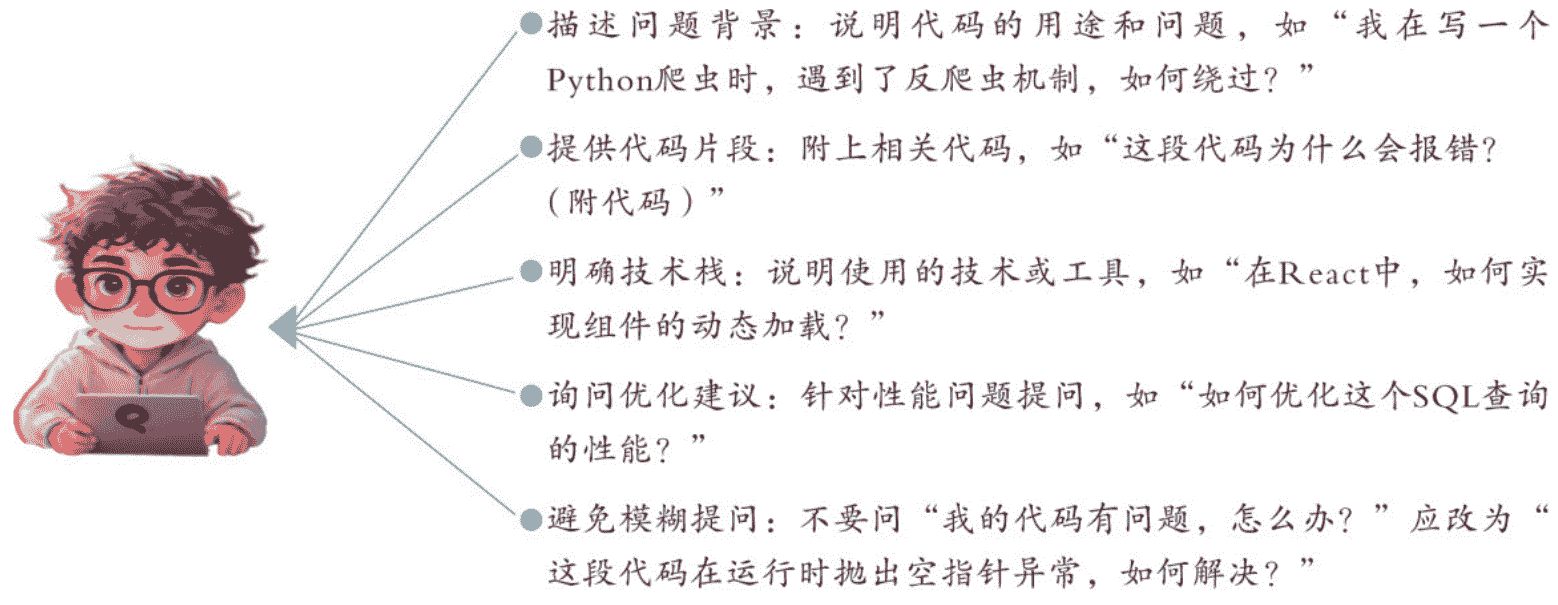 描述问题背景：说明代码的用途和问题，如“我在写一个
Python爬虫时，遇到了反爬虫机制，如何绕过？”
提供代码片段：附上相关代码，如“这段代码为什么会报错？
(附代码)”
明确技术栈：说明使用的技术或工具，如“在React中，如何实
现组件的动态加载？”
询问优化建议：针对性能问题提问，如“如何优化这个SQL查询
的性能？”
避免模糊提问：不要问“我的代码有问题，怎么办？”应改为“
这段代码在运行时抛出空指针异常，如何解决？”